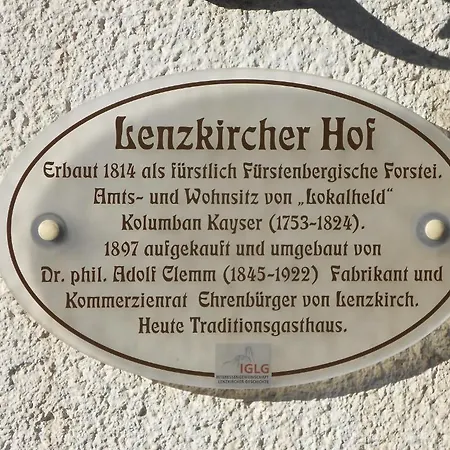 Lenzkircher Hof
Erbaut 1814 als fürstlich Fürstenbergische Forstei.
Amts- und Wohnsitz von „Lokalheld“
Kolumban Kayser (1753-1824).
1897 aufgekauft und umgebaut von
Dr. phil. Adolf Clemm (1845-1922) Fabrikant und
Kommerzienrat Ehrenbürger von Lenzkirch.
Heute Traditionsgasthaus.
IGLG